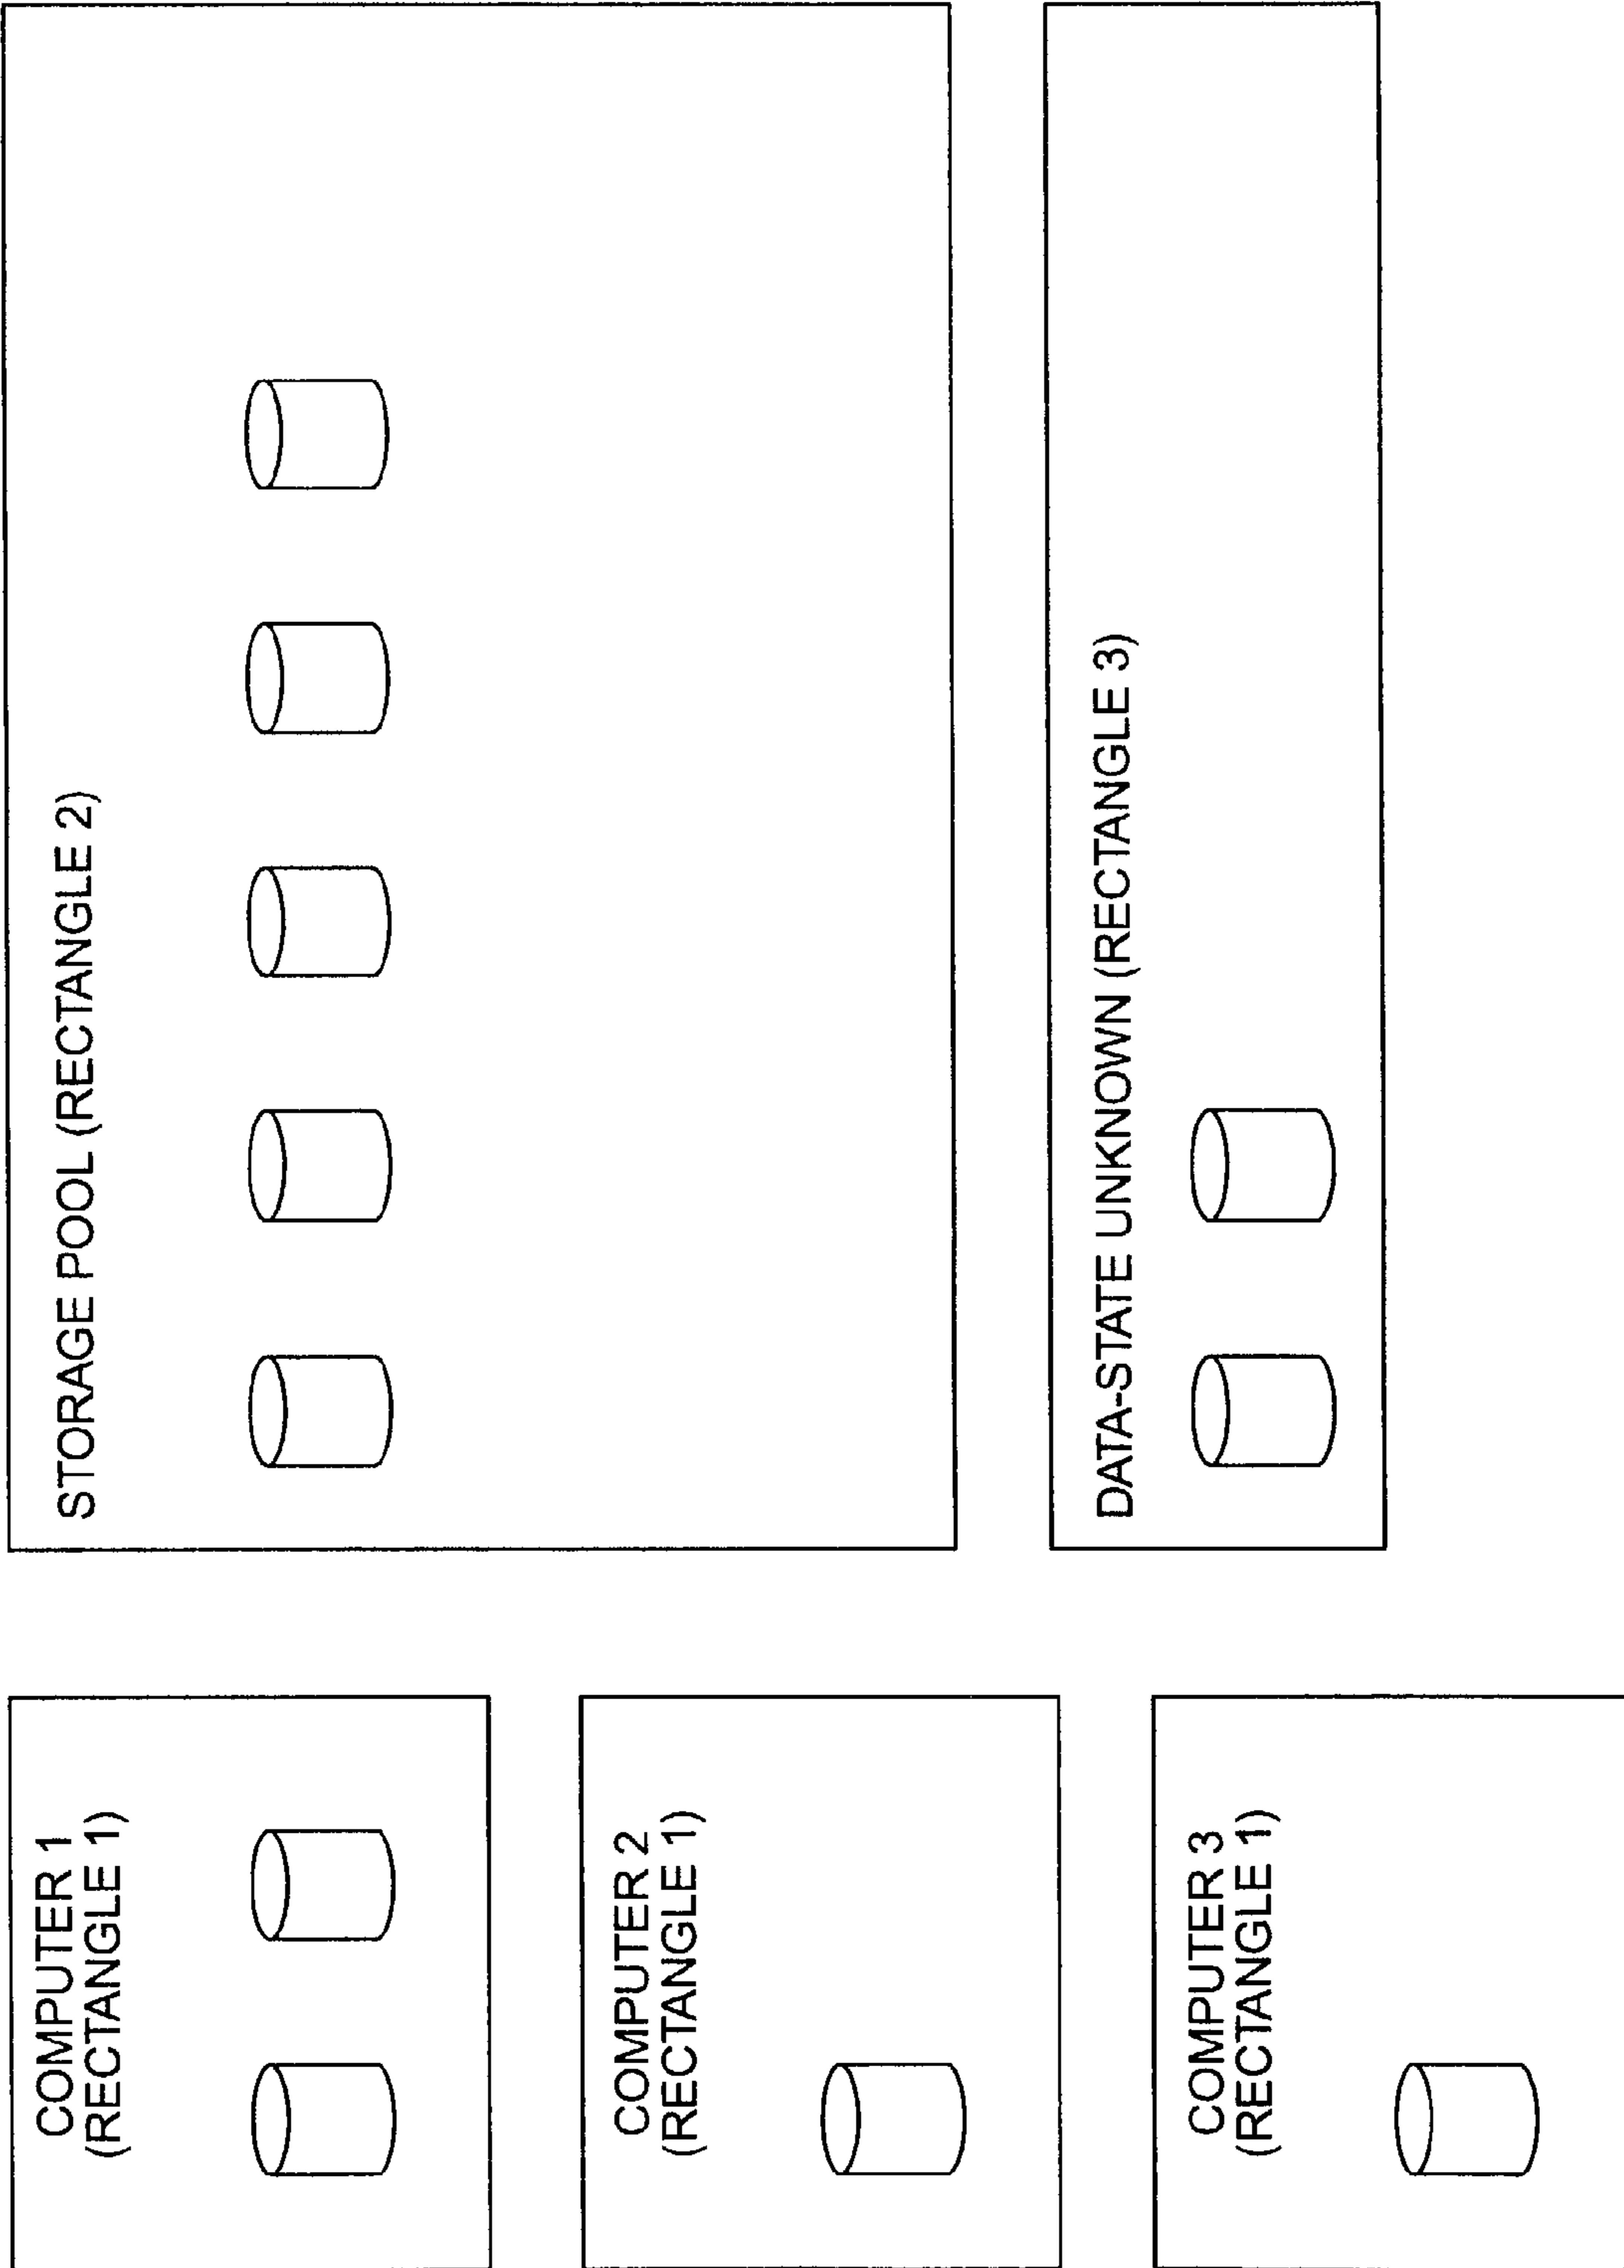 COMPUTER 1
(RECTANGLE 1)
STORAGE POOL (RECTANGLE 2)
COMPUTER 2
(RECTANGLE 1)
DATA-STATE UNKNOWN (RECTANGLE 3)
COMPUTER 3
(RECTANGLE 1)